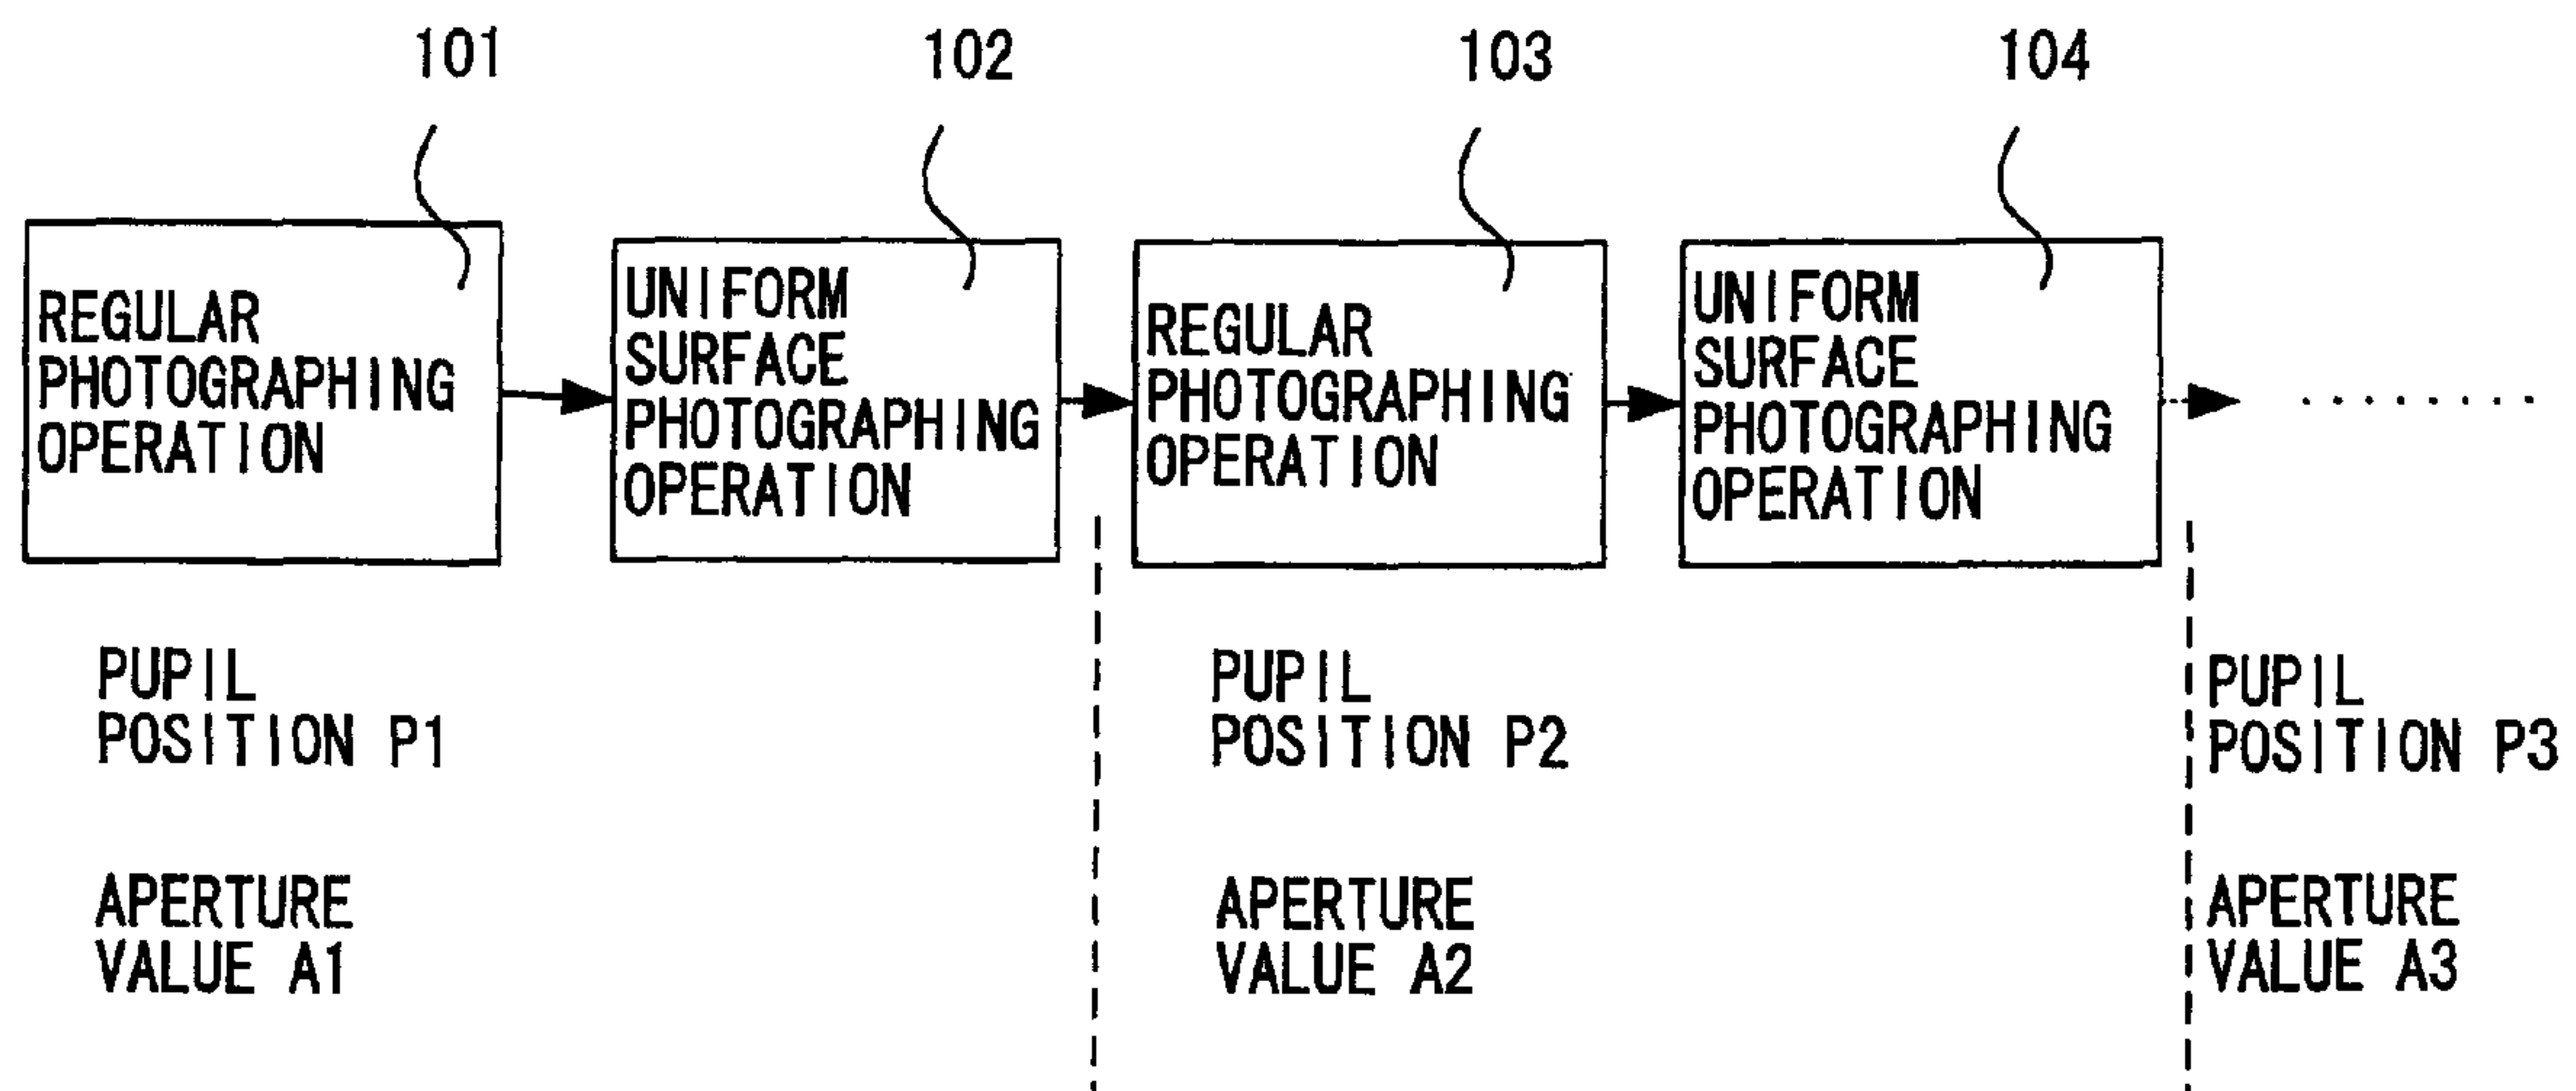 101
102
103
104
REGULAR
PHOTOGRAPHING
OPERATION
UNIFORM
SURFACE
PHOTOGRAPHING
OPERATION
REGULAR
PHOTOGRAPHING
OPERATION
UNIFORM
SURFACE
PHOTOGRAPHING
OPERATION
PUPIL
POSITION P1
PUPIL
POSITION P2
PUPIL
POSITION P3
APERTURE
VALUE A1
APERTURE
VALUE A2
APERTURE
VALUE A3